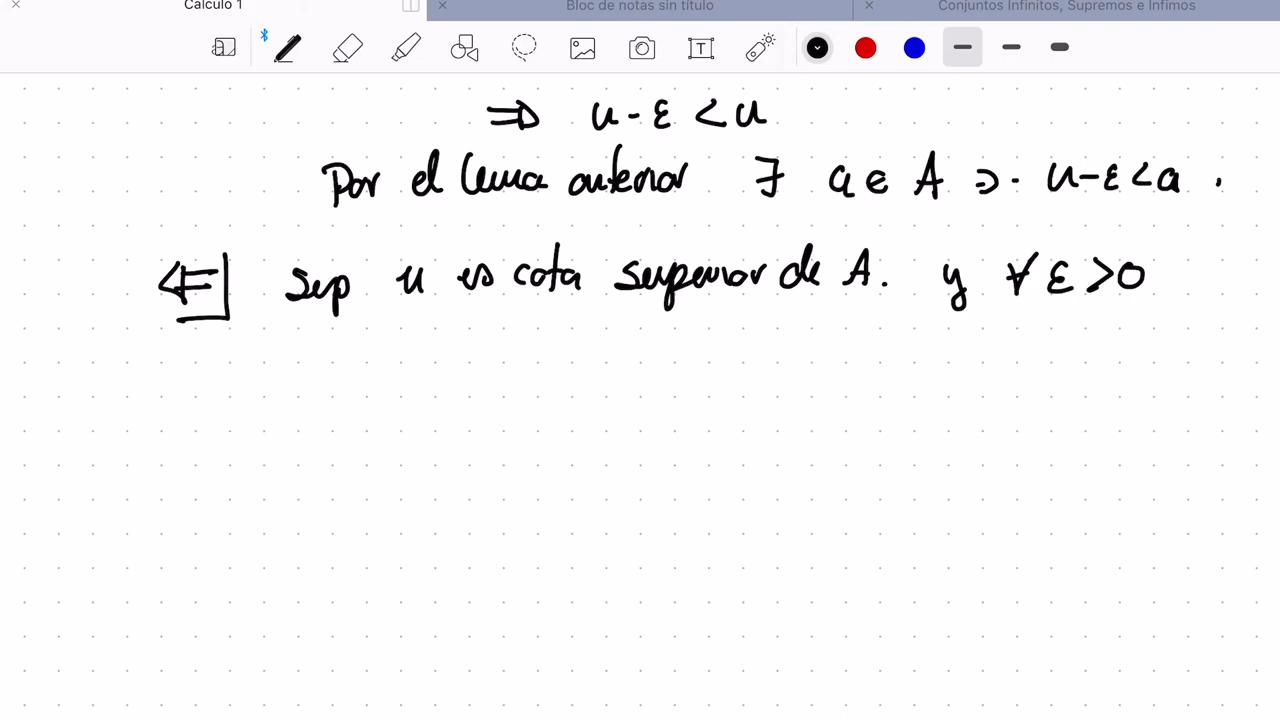 Calculo 1
Bloc de notas sin título
Conjuntos Infinitos, Supremos e Infimos
⇒ u - ε < u
Por el lema anterior ∃ a ∈ A ∋· u-ε<a .
⇐ Sup u es cota superior de A. y ∀ ε > 0